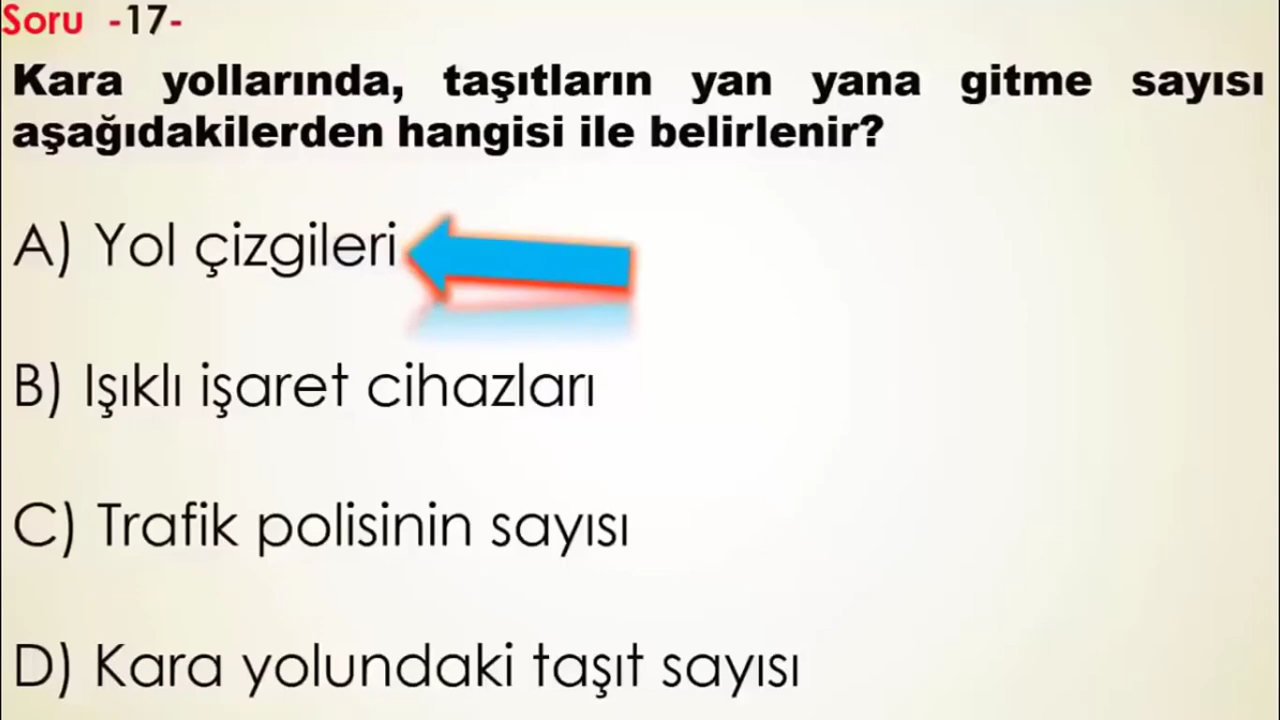 Soru -17-
Kara yollarında, taşıtların yan yana gitme sayısı
aşağıdakilerden hangisi ile belirlenir?
A) Yol çizgileri
B) Işıklı işaret cihazları
C) Trafik polisinin sayısı
D) Kara yolundaki taşıt sayısı